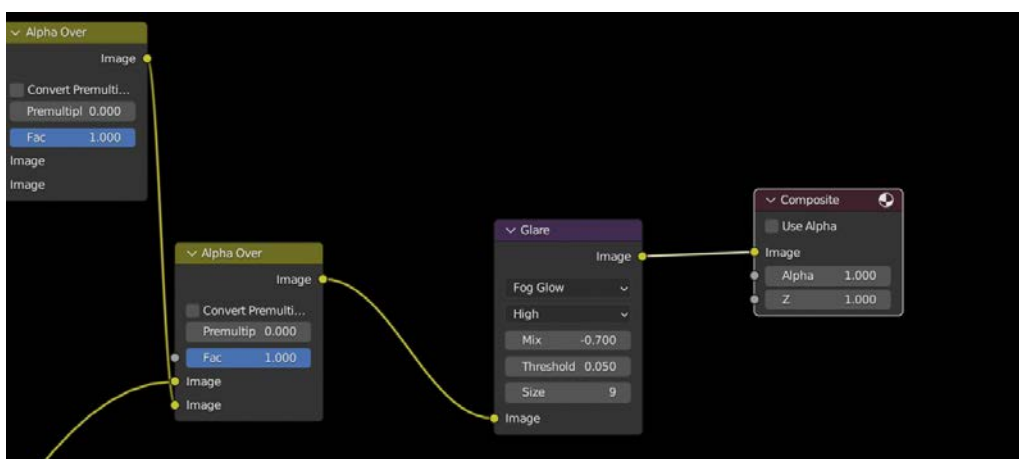 Alpha Over
Image
Convert Premulti...
Premultipl 0.000
Fac 1.000
Image
Image
Alpha Over
Image
Convert Premulti...
Premultip 0.000
Fac 1.000
Image
Image
Glare
Image
Fog Glow
High
Mix -0.700
Threshold 0.050
Size 9
Image
Composite
Use Alpha
Image
Alpha 1.000
Z 1.000